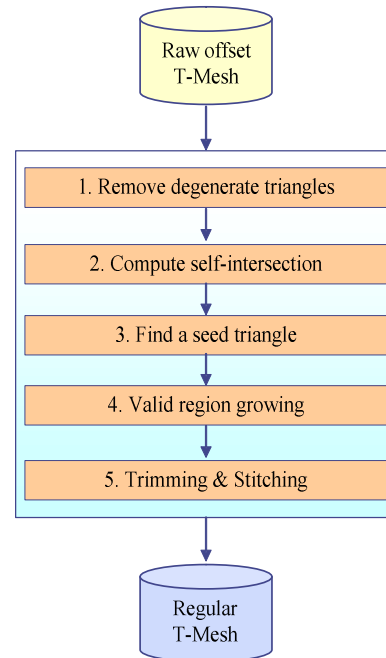 Raw offset
T-Mesh
1. Remove degenerate triangles
2. Compute self-intersection
3. Find a seed triangle
4. Valid region growing
5. Trimming & Stitching
Regular
T-Mesh